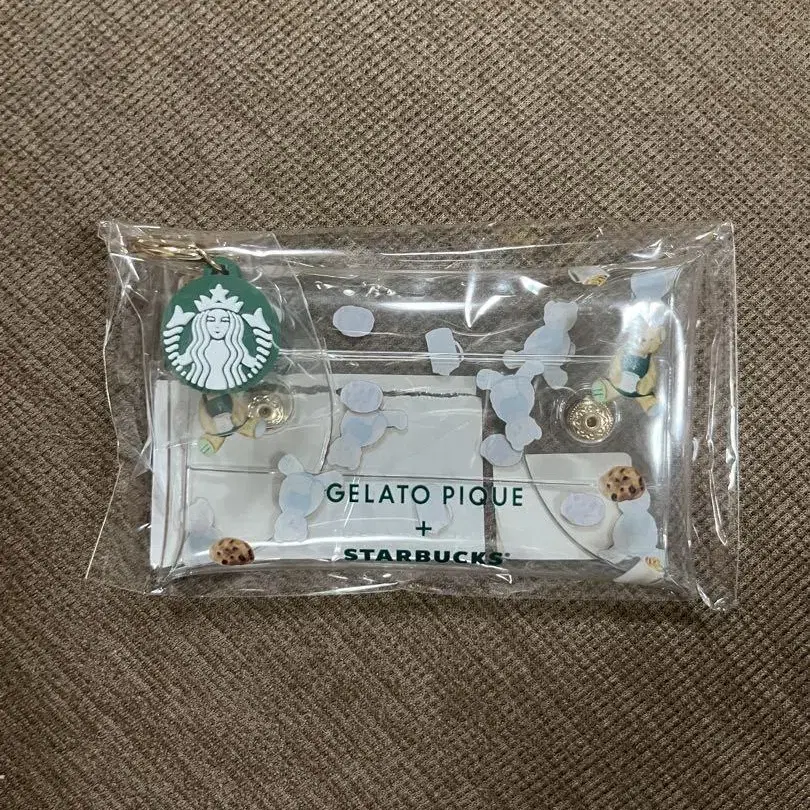 GELATO PIQUE
+
STARBUCKS®